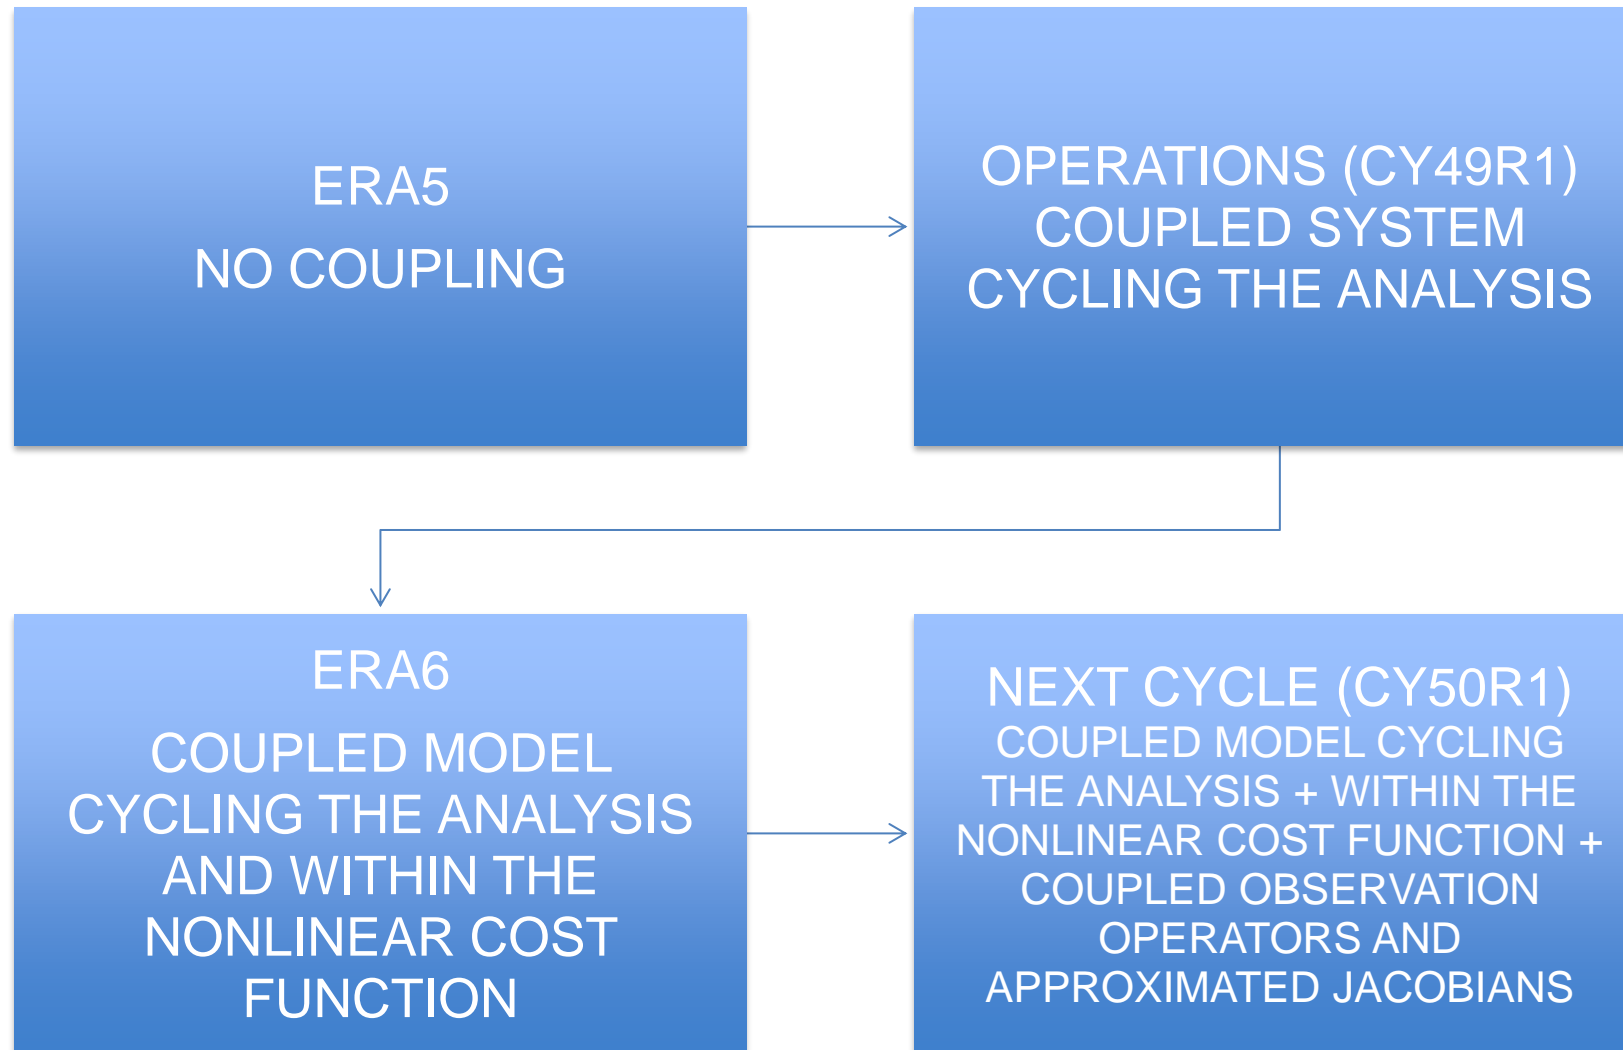 ERA5
NO COUPLING
OPERATIONS (CY49R1)
COUPLED SYSTEM
CYCLING THE ANALYSIS
ERA6
COUPLED MODEL
CYCLING THE ANALYSIS
AND WITHIN THE
NONLINEAR COST
FUNCTION
NEXT CYCLE (CY50R1)
COUPLED MODEL CYCLING
THE ANALYSIS + WITHIN THE
NONLINEAR COST FUNCTION +
COUPLED OBSERVATION
OPERATORS AND
APPROXIMATED JACOBIANS